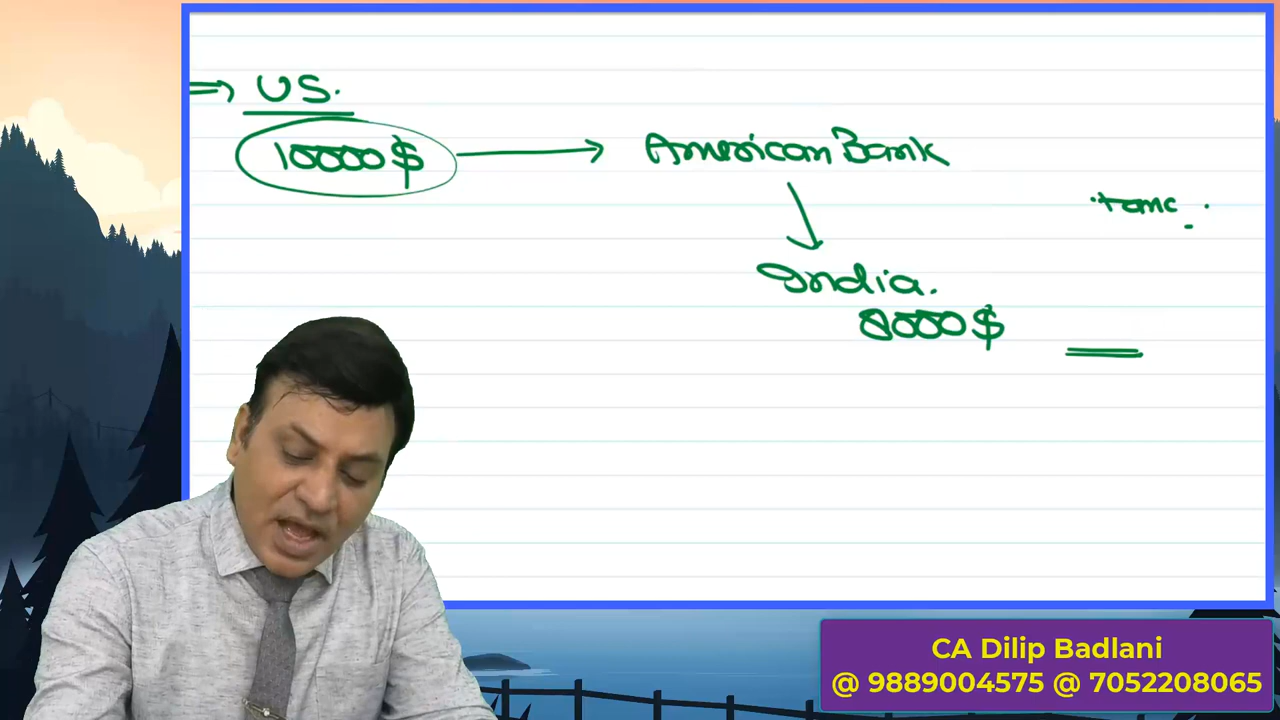 ⇒ US.
10000$ → American Bank
India.
8000$
CA Dilip Badlani
@ 9889004575 @ 7052208065